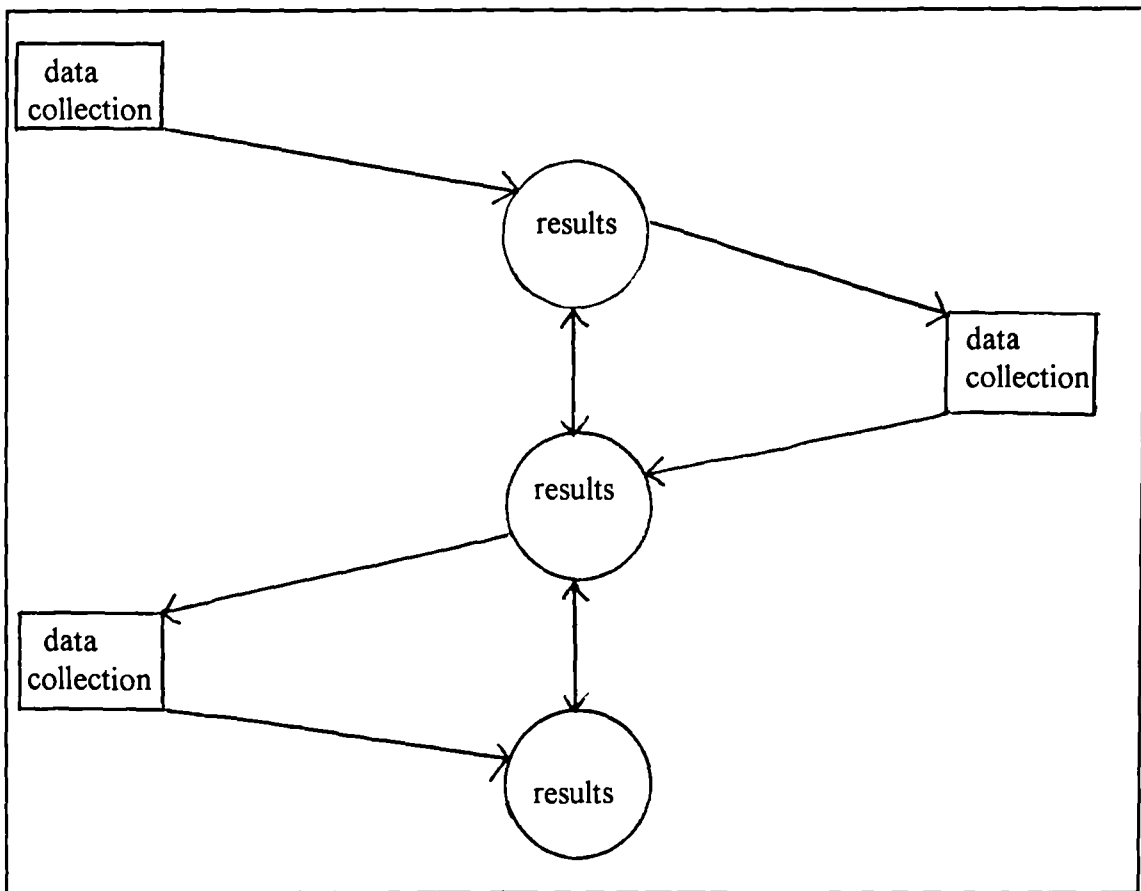 data
collection
results
data
collection
results
data
collection
results